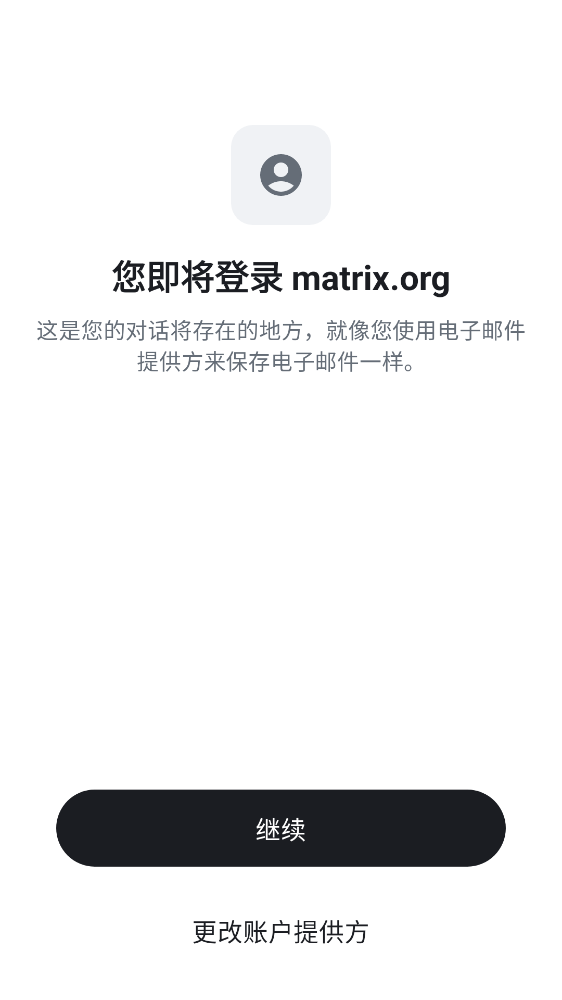 您即将登录 matrix.org
这是您的对话将存在的地方，就像您使用电子邮件
提供方来保存电子邮件一样。
继续
更改账户提供方